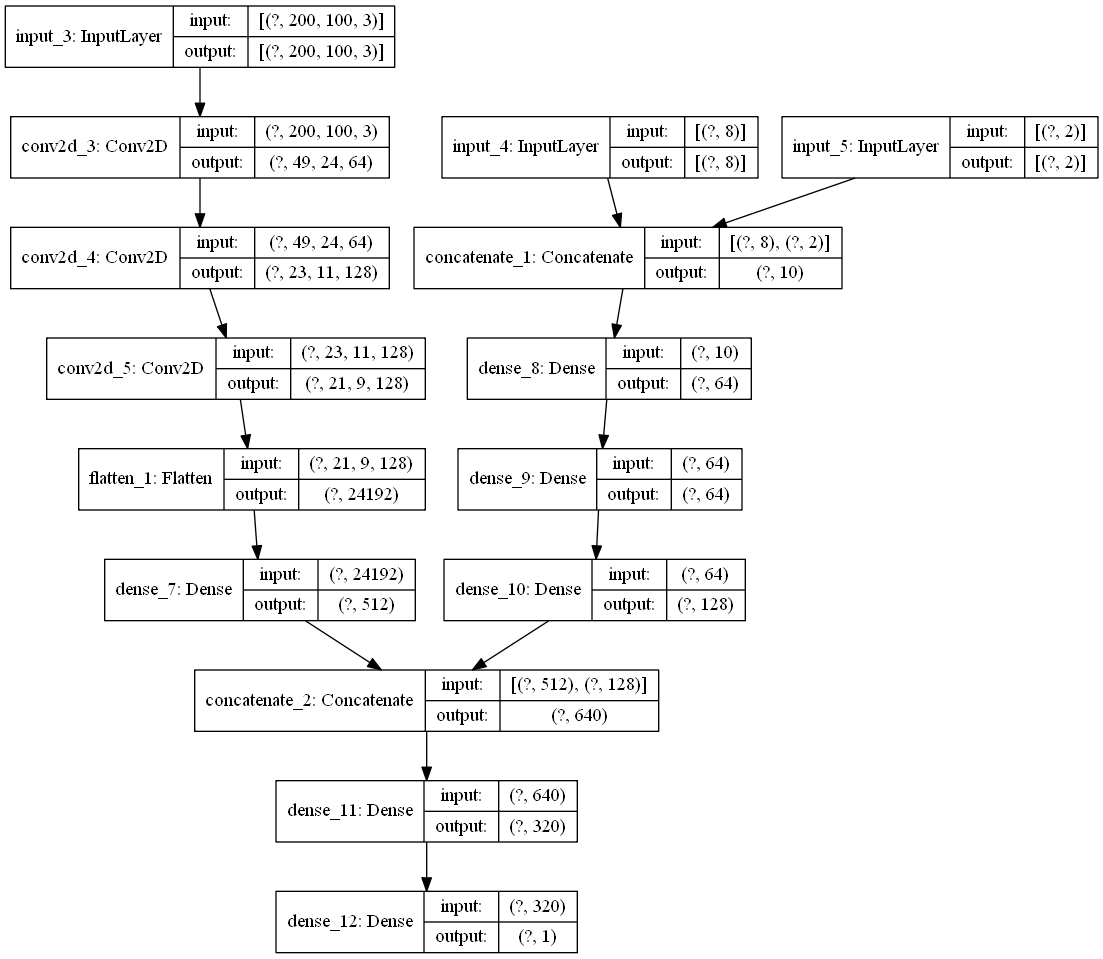 input_3: InputLayer
input: [(?, 200, 100, 3)]
output: [(?, 200, 100, 3)]
conv2d_3: Conv2D
input: (?, 200, 100, 3)
output: (?, 49, 24, 64)
input_4: InputLayer
input: [(?, 8)]
output: [(?, 8)]
input_5: InputLayer
input: [(?, 2)]
output: [(?, 2)]
conv2d_4: Conv2D
input: (?, 49, 24, 64)
output: (?, 23, 11, 128)
concatenate_1: Concatenate
input: [(?, 8), (?, 2)]
output: (?, 10)
conv2d_5: Conv2D
input: (?, 23, 11, 128)
output: (?, 21, 9, 128)
dense_8: Dense
input: (?, 10)
output: (?, 64)
flatten_1: Flatten
input: (?, 21, 9, 128)
output: (?, 24192)
dense_9: Dense
input: (?, 64)
output: (?, 64)
dense_7: Dense
input: (?, 24192)
output: (?, 512)
dense_10: Dense
input: (?, 64)
output: (?, 128)
concatenate_2: Concatenate
input: [(?, 512), (?, 128)]
output: (?, 640)
dense_11: Dense
input: (?, 640)
output: (?, 320)
dense_12: Dense
input: (?, 320)
output: (?, 1)